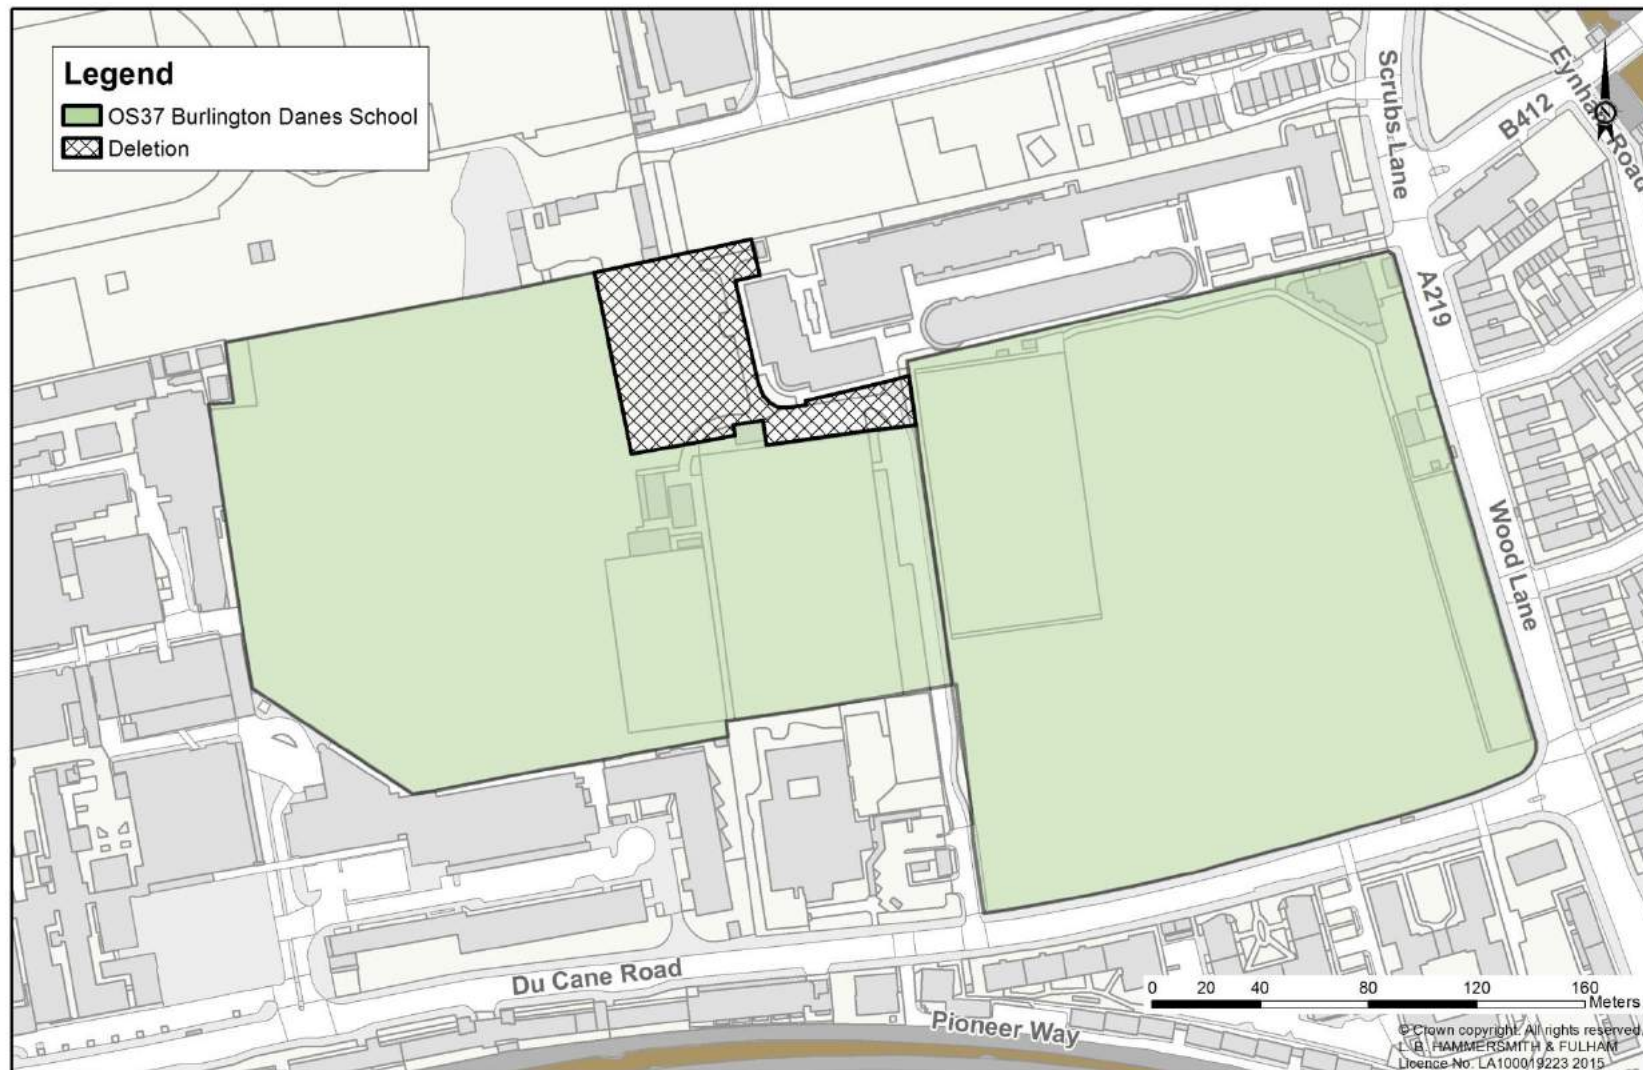 Legend
OS37 Burlington Danes School
Deletion
Scrubs Lane
Eynham Road
B412
A219
Wood Lane
Du Cane Road
Pioneer Way
0 20 40 80 120 160
Meters
© Crown copyright. All rights reserved.
L. B. HAMMERSMITH & FULHAM
Licence No. LA100019223 2015